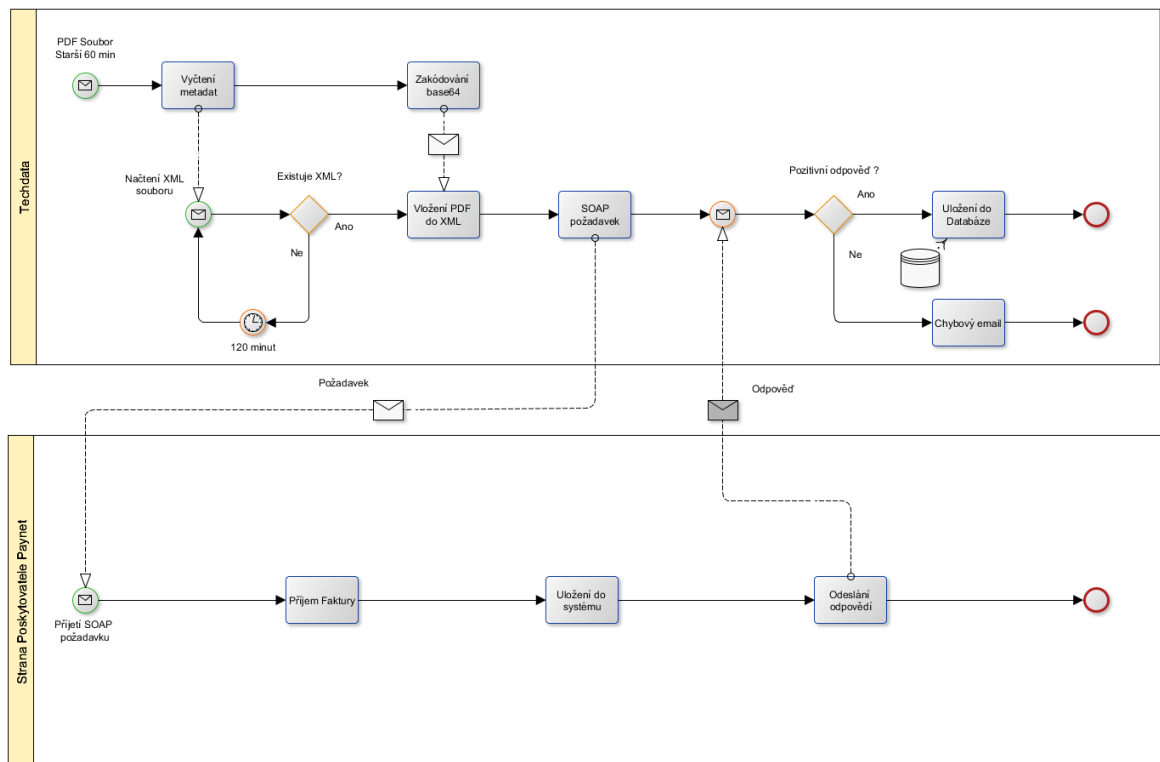 Techdata
PDF Soubor
Starší 60 min
Vyčtení
metadat
Zakódování
base64
Načtení XML
souboru
Existuje XML?
Ano
Ne
120 minut
Vložení PDF
do XML
SOAP
požadavek
Pozitivní odpověď ?
Ano
Ne
Uložení do
Databáze
Chybový email
Požadavek
Odpověď
Strana Poskytovatele Paynet
Přijetí SOAP
požadavku
Příjem Faktury
Uložení do
systému
Odeslání
odpovědí